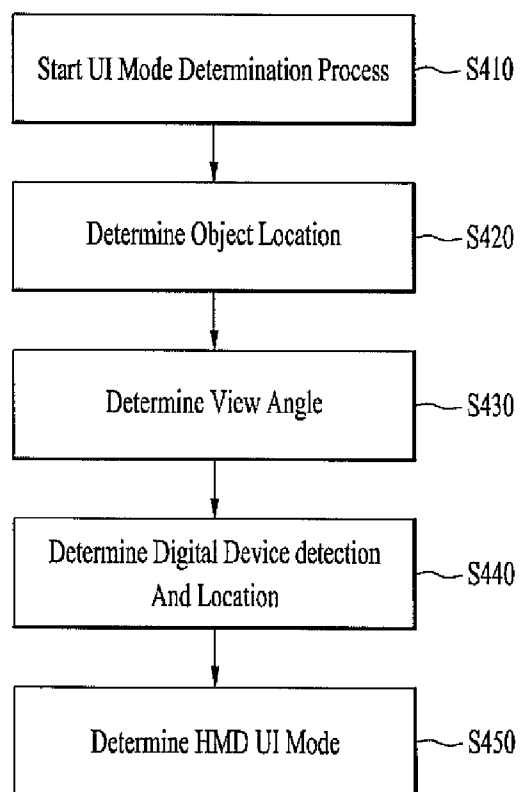 Start UI Mode Determination Process
S410
Determine Object Location
S420
Determine View Angle
S430
Determine Digital Device detection
And Location
S440
Determine HMD UI Mode
S450